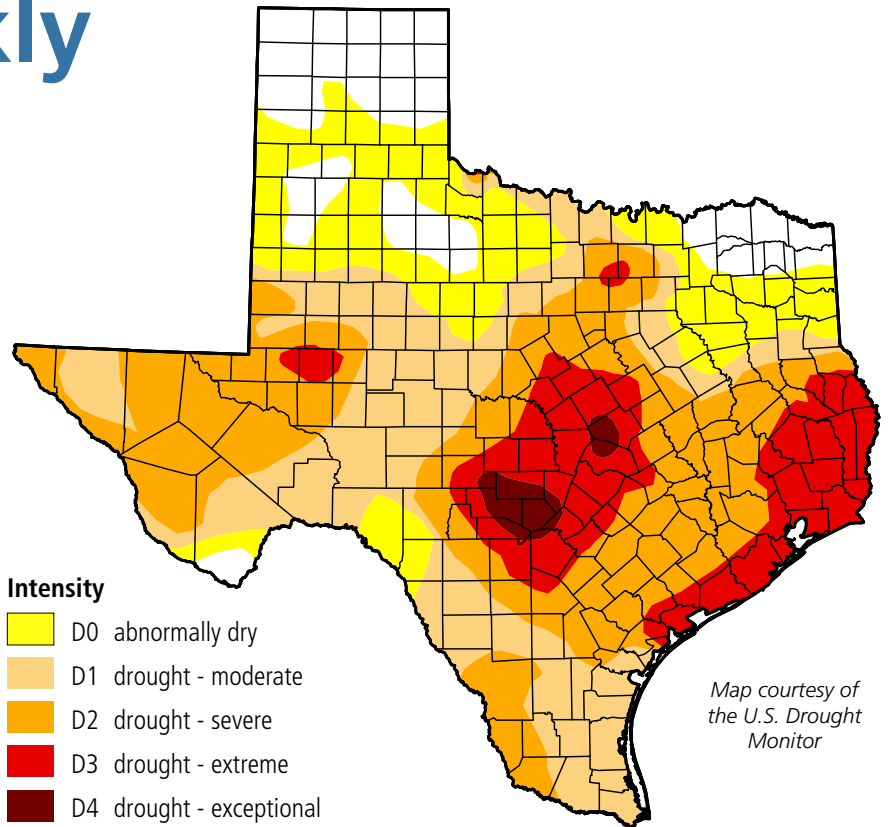 kly
Intensity
D0 abnormally dry
D1 drought - moderate
D2 drought - severe
D3 drought - extreme
D4 drought - exceptional
Map courtesy of
the U.S. Drought
Monitor